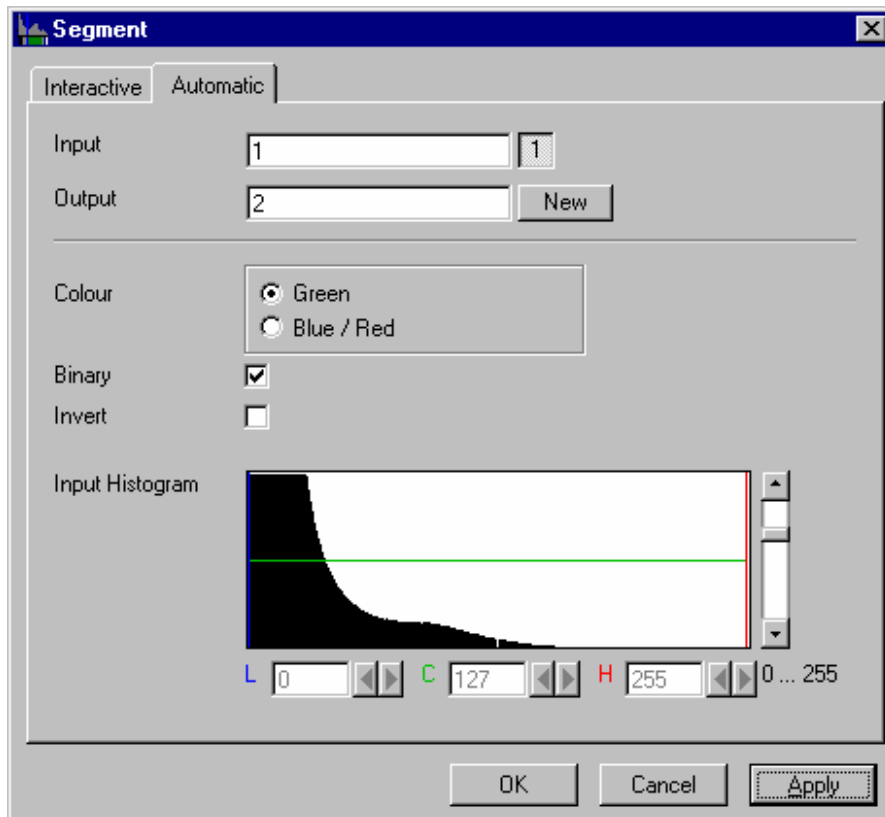 Segment
Interactive Automatic
Input 1 1
Output 2 New
Colour Green
Blue / Red
Binary
Invert
Input Histogram
L 0 C 127 H 255 0 ... 255
OK Cancel Apply